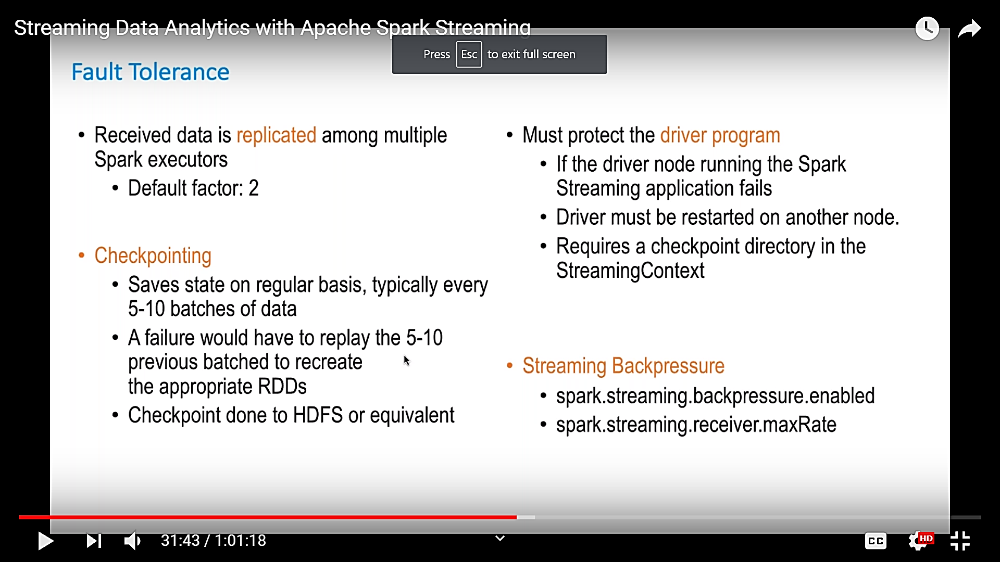 Streaming Data Analytics with Apache Spark Streaming
Press Esc to exit full screen
Fault Tolerance
• Received data is replicated among multiple
Spark executors
• Default factor: 2
• Checkpointing
• Saves state on regular basis, typically every
5-10 batches of data
• A failure would have to replay the 5-10
previous batched to recreate
the appropriate RDDs
• Checkpoint done to HDFS or equivalent
• Must protect the driver program
• If the driver node running the Spark
Streaming application fails
• Driver must be restarted on another node.
• Requires a checkpoint directory in the
StreamingContext
• Streaming Backpressure
• spark.streaming.backpressure.enabled
• spark.streaming.receiver.maxRate
31:43 / 1:01:18
CC
HD